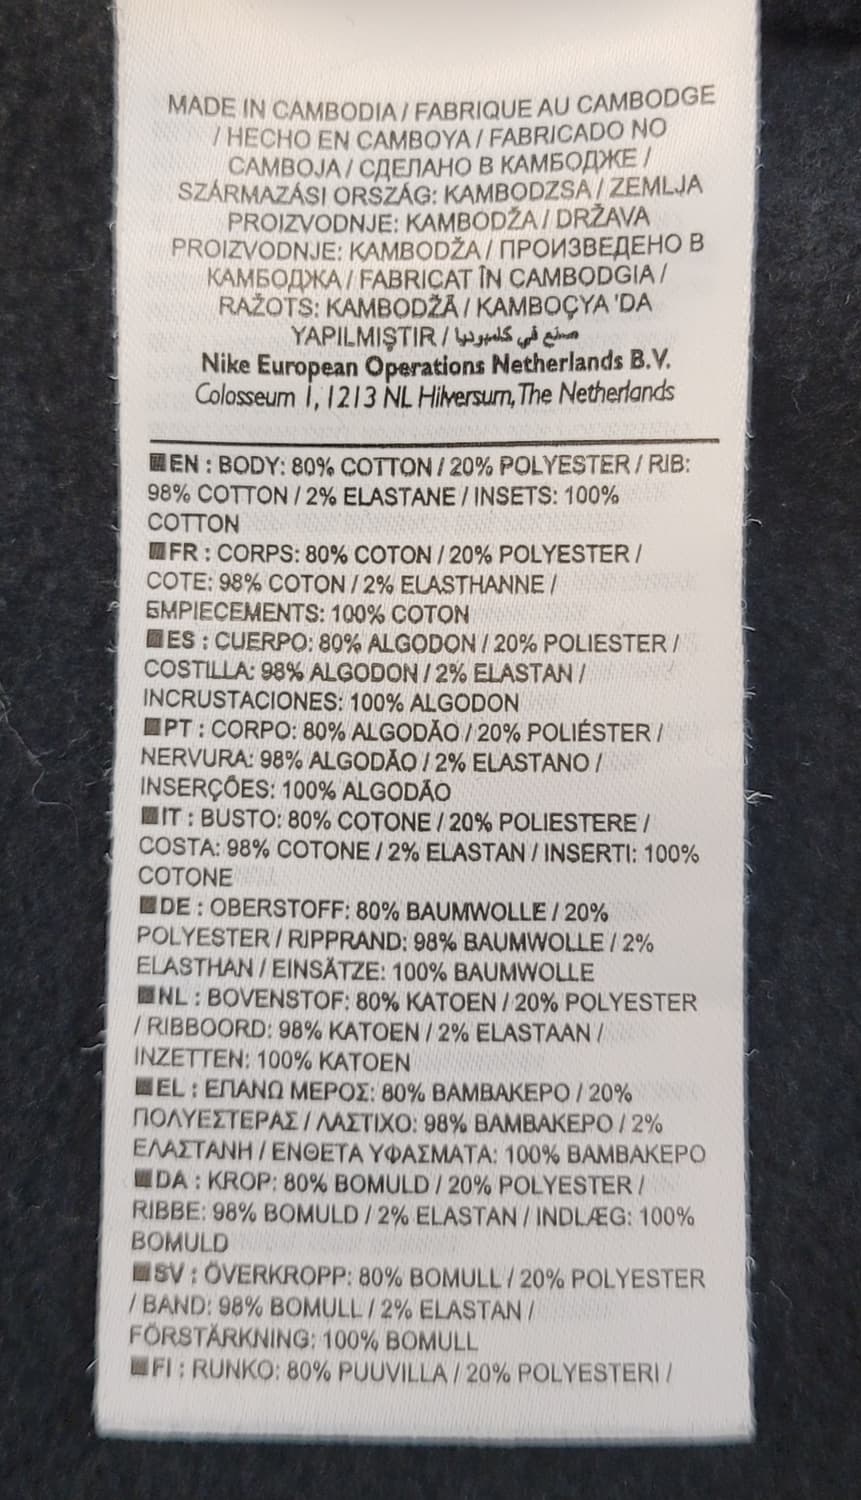 MADE IN CAMBODIA / FABRIQUE AU CAMBODGE
/ HECHO EN CAMBOYA / FABRICADO NO
CAMBOJA / СДЕЛАНО В КАМБОДЖЕ /
SZÁRMAZÁSI ORSZÁG: KAMBODZSA / ZEMLJA
PROIZVODNJE: KAMBODŽA / DRŽAVA
PROIZVODNJE: KAMBODŽA / ПРОИЗВЕДЕНО В
КАМБОДЖА / FABRICAT ÎN CAMBODGIA /
RAŽOTS: KAMBODŽĀ / KAMBOÇYA 'DA
YAPILMIŞTIR / صنع في كامبوديا
Nike European Operations Netherlands B.V.
Colosseum 1, 1213 NL Hilversum, The Netherlands
EN : BODY: 80% COTTON / 20% POLYESTER / RIB:
98% COTTON / 2% ELASTANE / INSETS: 100%
COTTON
FR : CORPS: 80% COTON / 20% POLYESTER /
COTE: 98% COTON / 2% ELASTHANNE /
EMPIECEMENTS: 100% COTON
ES : CUERPO: 80% ALGODON / 20% POLIESTER /
COSTILLA: 98% ALGODON / 2% ELASTAN /
INCRUSTACIONES: 100% ALGODON
PT : CORPO: 80% ALGODÃO / 20% POLIÉSTER /
NERVURA: 98% ALGODÃO / 2% ELASTANO /
INSERÇÕES: 100% ALGODÃO
IT : BUSTO: 80% COTONE / 20% POLIESTERE /
COSTA: 98% COTONE / 2% ELASTAN / INSERTI: 100%
COTONE
DE : OBERSTOFF: 80% BAUMWOLLE / 20%
POLYESTER / RIPPRAND: 98% BAUMWOLLE / 2%
ELASTHAN / EINSÄTZE: 100% BAUMWOLLE
NL : BOVENSTOF: 80% KATOEN / 20% POLYESTER
/ RIBBOORD: 98% KATOEN / 2% ELASTAAN /
INZETTEN: 100% KATOEN
EL : ΕΠΑΝΩ ΜΕΡΟΣ: 80% ΒΑΜΒΑΚΕΡΟ / 20%
ΠΟΛΥΕΣΤΕΡΑΣ / ΛΑΣΤΙΧΟ: 98% ΒΑΜΒΑΚΕΡΟ / 2%
ΕΛΑΣΤΑΝΗ / ΕΝΘΕΤΑ ΥΦΑΣΜΑΤΑ: 100% ΒΑΜΒΑΚΕΡΟ
DA : KROP: 80% BOMULD / 20% POLYESTER /
RIBBE: 98% BOMULD / 2% ELASTAN / INDLÆG: 100%
BOMULD
SV : ÖVERKROPP: 80% BOMULL / 20% POLYESTER
/ BAND: 98% BOMULL / 2% ELASTAN /
FÖRSTÄRKNING: 100% BOMULL
FI : RUNKO: 80% PUUVILLA / 20% POLYESTERI /